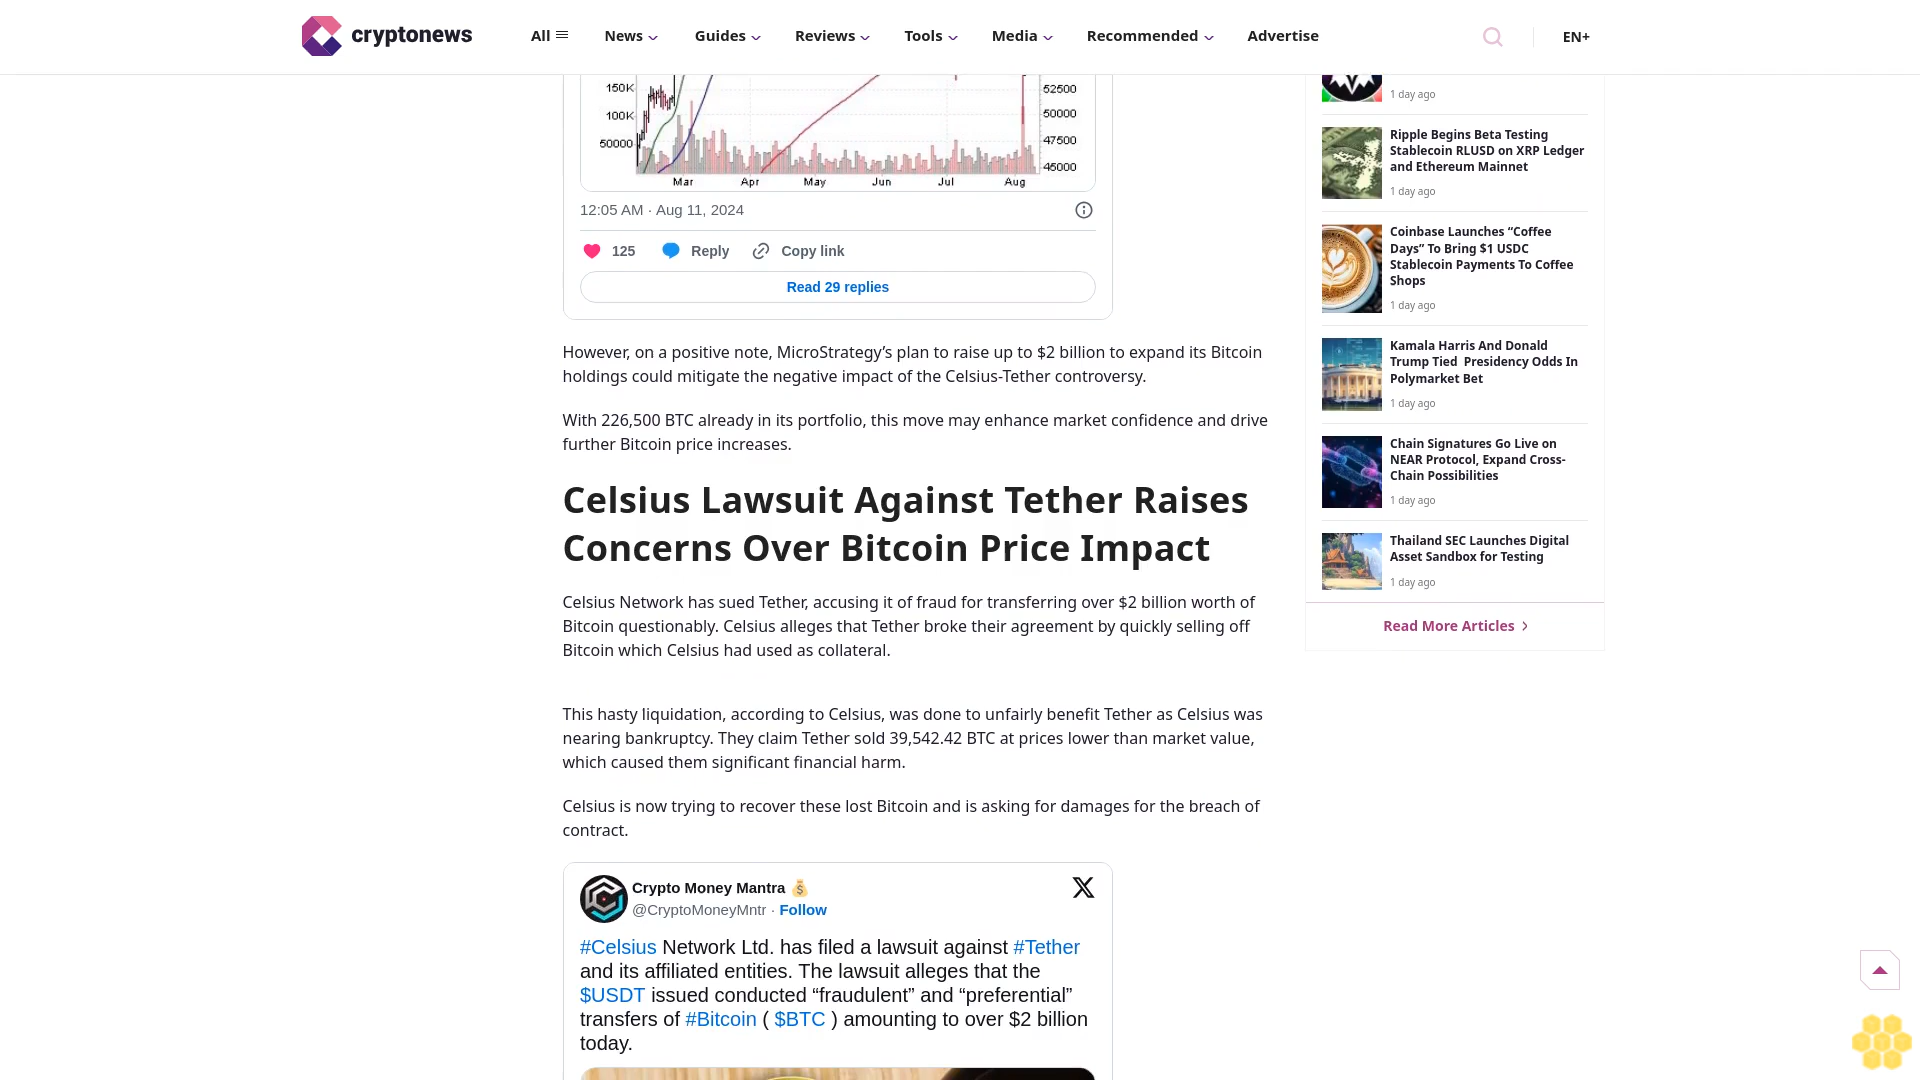 cryptonews
All
News
Guides
Reviews
Tools
Media
Recommended
Advertise
EN+
150K
100K
50000
52500
50000
47500
45000
Mar Apr May Jun Jul Aug
12:05 AM · Aug 11, 2024
125 Reply Copy link
Read 29 replies
However, on a positive note, MicroStrategy’s plan to raise up to $2 billion to expand its Bitcoin
holdings could mitigate the negative impact of the Celsius-Tether controversy.
With 226,500 BTC already in its portfolio, this move may enhance market confidence and drive
further Bitcoin price increases.
Celsius Lawsuit Against Tether Raises
Concerns Over Bitcoin Price Impact
Celsius Network has sued Tether, accusing it of fraud for transferring over $2 billion worth of
Bitcoin questionably. Celsius alleges that Tether broke their agreement by quickly selling off
Bitcoin which Celsius had used as collateral.
This hasty liquidation, according to Celsius, was done to unfairly benefit Tether as Celsius was
nearing bankruptcy. They claim Tether sold 39,542.42 BTC at prices lower than market value,
which caused them significant financial harm.
Celsius is now trying to recover these lost Bitcoin and is asking for damages for the breach of
contract.
Crypto Money Mantra 💰
@CryptoMoneyMntr · Follow
#Celsius Network Ltd. has filed a lawsuit against #Tether
and its affiliated entities. The lawsuit alleges that the
$USDT issued conducted “fraudulent” and “preferential”
transfers of #Bitcoin ( $BTC ) amounting to over $2 billion
today.
1 day ago
Ripple Begins Beta Testing
Stablecoin RLUSD on XRP Ledger
and Ethereum Mainnet
1 day ago
Coinbase Launches “Coffee
Days” To Bring $1 USDC
Stablecoin Payments To Coffee
Shops
1 day ago
Kamala Harris And Donald
Trump Tied Presidency Odds In
Polymarket Bet
1 day ago
Chain Signatures Go Live on
NEAR Protocol, Expand Cross-
Chain Possibilities
1 day ago
Thailand SEC Launches Digital
Asset Sandbox for Testing
1 day ago
Read More Articles